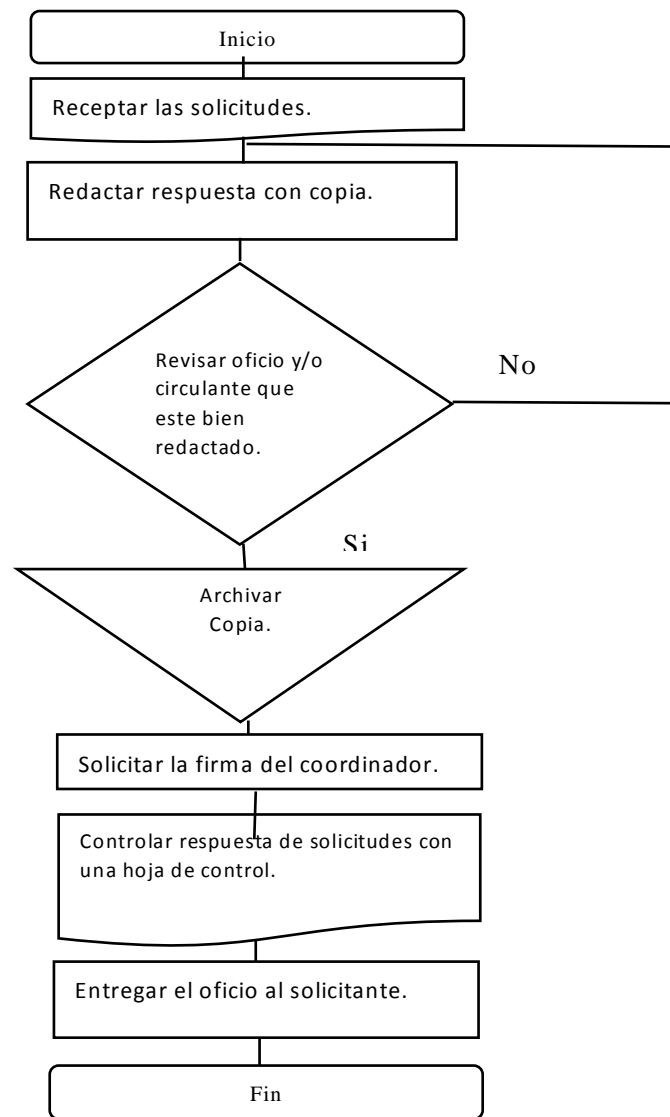 Inicio
Receptar las solicitudes.
Redactar respuesta con copia.
Revisar oficio y/o
circulante que
este bien
redactado.
No
Si
Archivar
Copia.
Solicitar la firma del coordinador.
Controlar respuesta de solicitudes con
una hoja de control.
Entregar el oficio al solicitante.
Fin